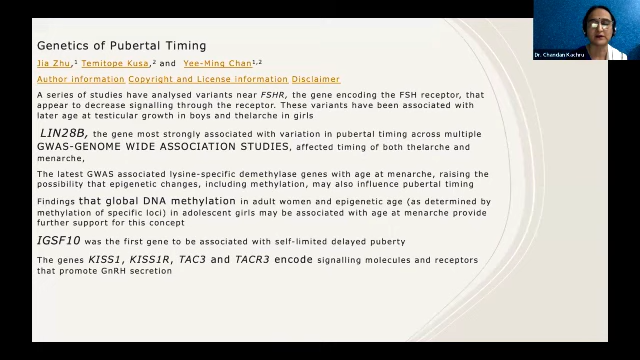 Genetics of Pubertal Timing
Jia Zhu,1 Temitope Kusa,2 and Yee-Ming Chan1,2
Author information Copyright and License information Disclaimer
A series of studies have analysed variants near FSHR, the gene encoding the FSH receptor, that
appear to decrease signalling through the receptor. These variants have been associated with
later age at testicular growth in boys and thelarche in girls
LIN28B, the gene most strongly associated with variation in pubertal timing across multiple
GWAS-GENOME WIDE ASSOCIATION STUDIES, affected timing of both thelarche and
menarche,
The latest GWAS associated lysine-specific demethylase genes with age at menarche, raising the
possibility that epigenetic changes, including methylation, may also influence pubertal timing
Findings that global DNA methylation in adult women and epigenetic age (as determined by
methylation of specific loci) in adolescent girls may be associated with age at menarche provide
further support for this concept
IGSF10 was the first gene to be associated with self-limited delayed puberty
The genes KISS1, KISS1R, TAC3 and TACR3 encode signalling molecules and receptors
that promote GnRH secretion
Dr. Chandan Kachru